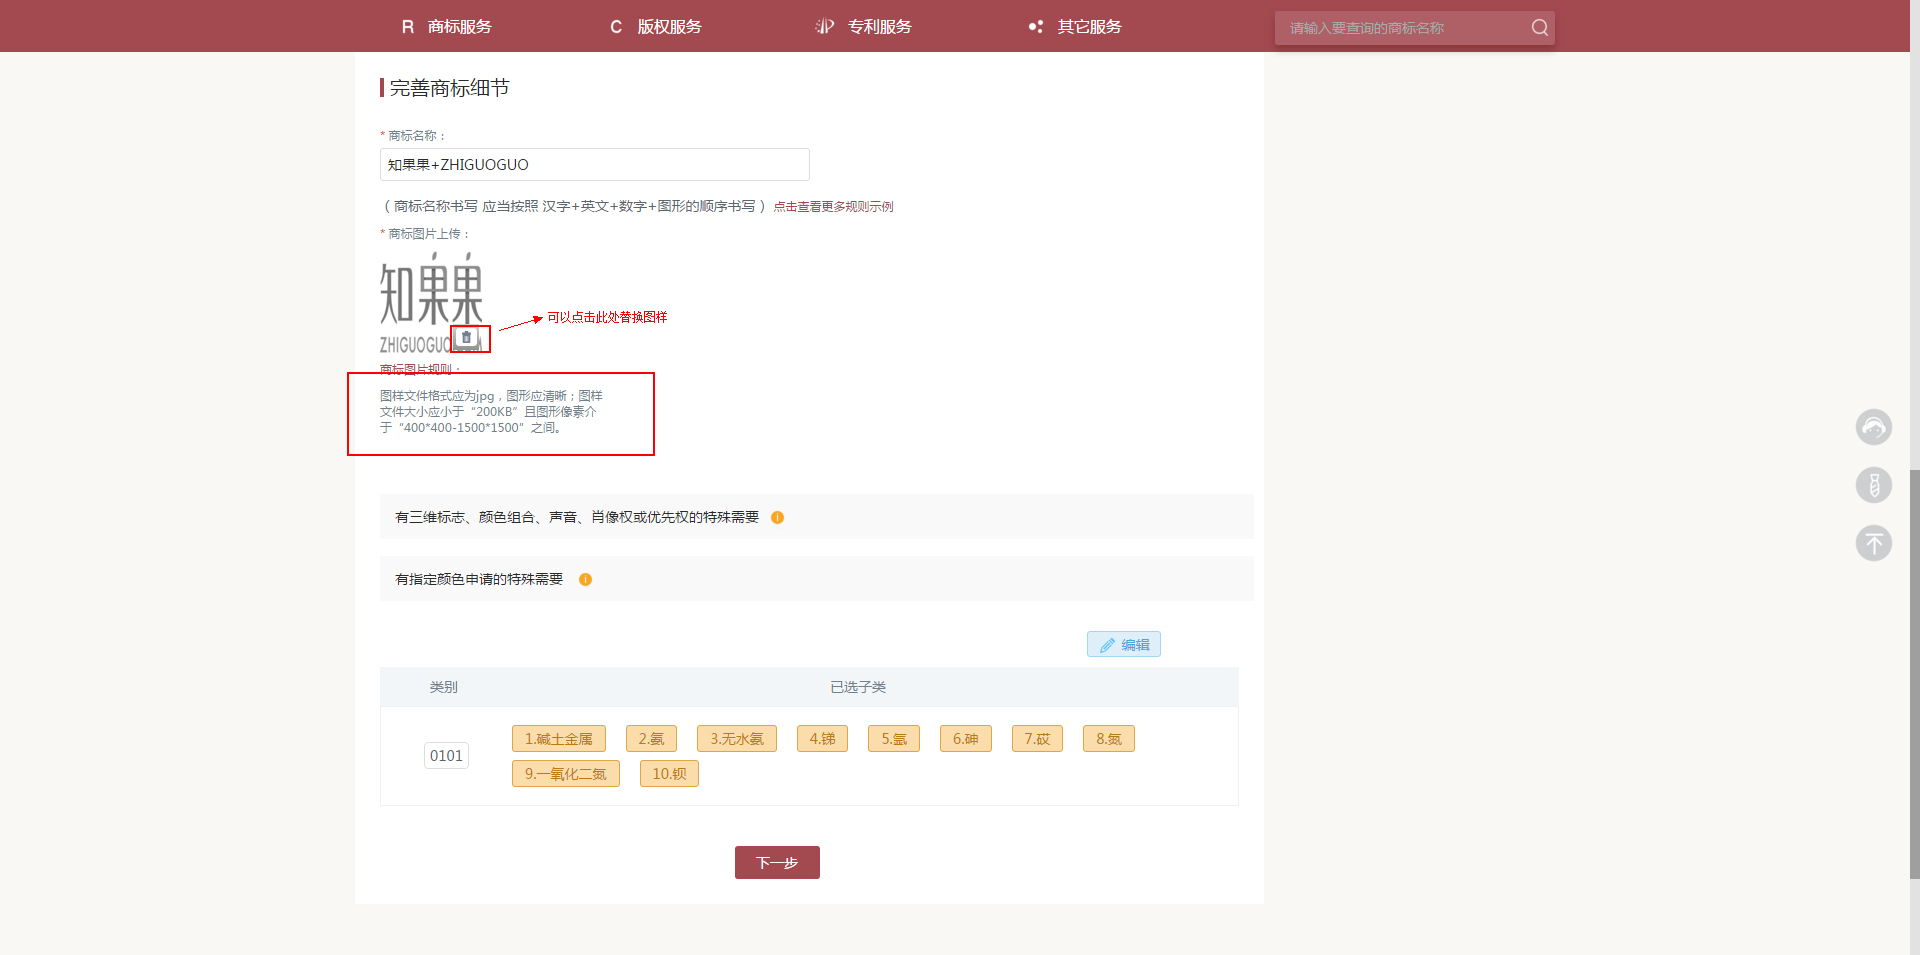 R 商标服务 C 版权服务 专利服务 其它服务 请输入要查询的商标名称
完善商标细节
* 商标名称：
知果果+ZHIGUOGUO
（ 商标名称书写 应当按照 汉字+英文+数字+图形的顺序书写 ）点击查看更多规则示例
* 商标图片上传：
知果果
ZHIGUOGUO
可以点击此处替换图样
商标图片规则：
图样文件格式应为jpg，图形应清晰；图样
文件大小应小于“200KB”且图形像素介
于“400*400-1500*1500”之间。
有三维标志、颜色组合、声音、肖像权或优先权的特殊需要
有指定颜色申请的特殊需要
编辑
类别 已选子类
0101
1.碱土金属 2.氨 3.无水氨 4.锑 5.氩 6.砷 7.砹 8.氮
9.一氧化二氮 10.钡
下一步